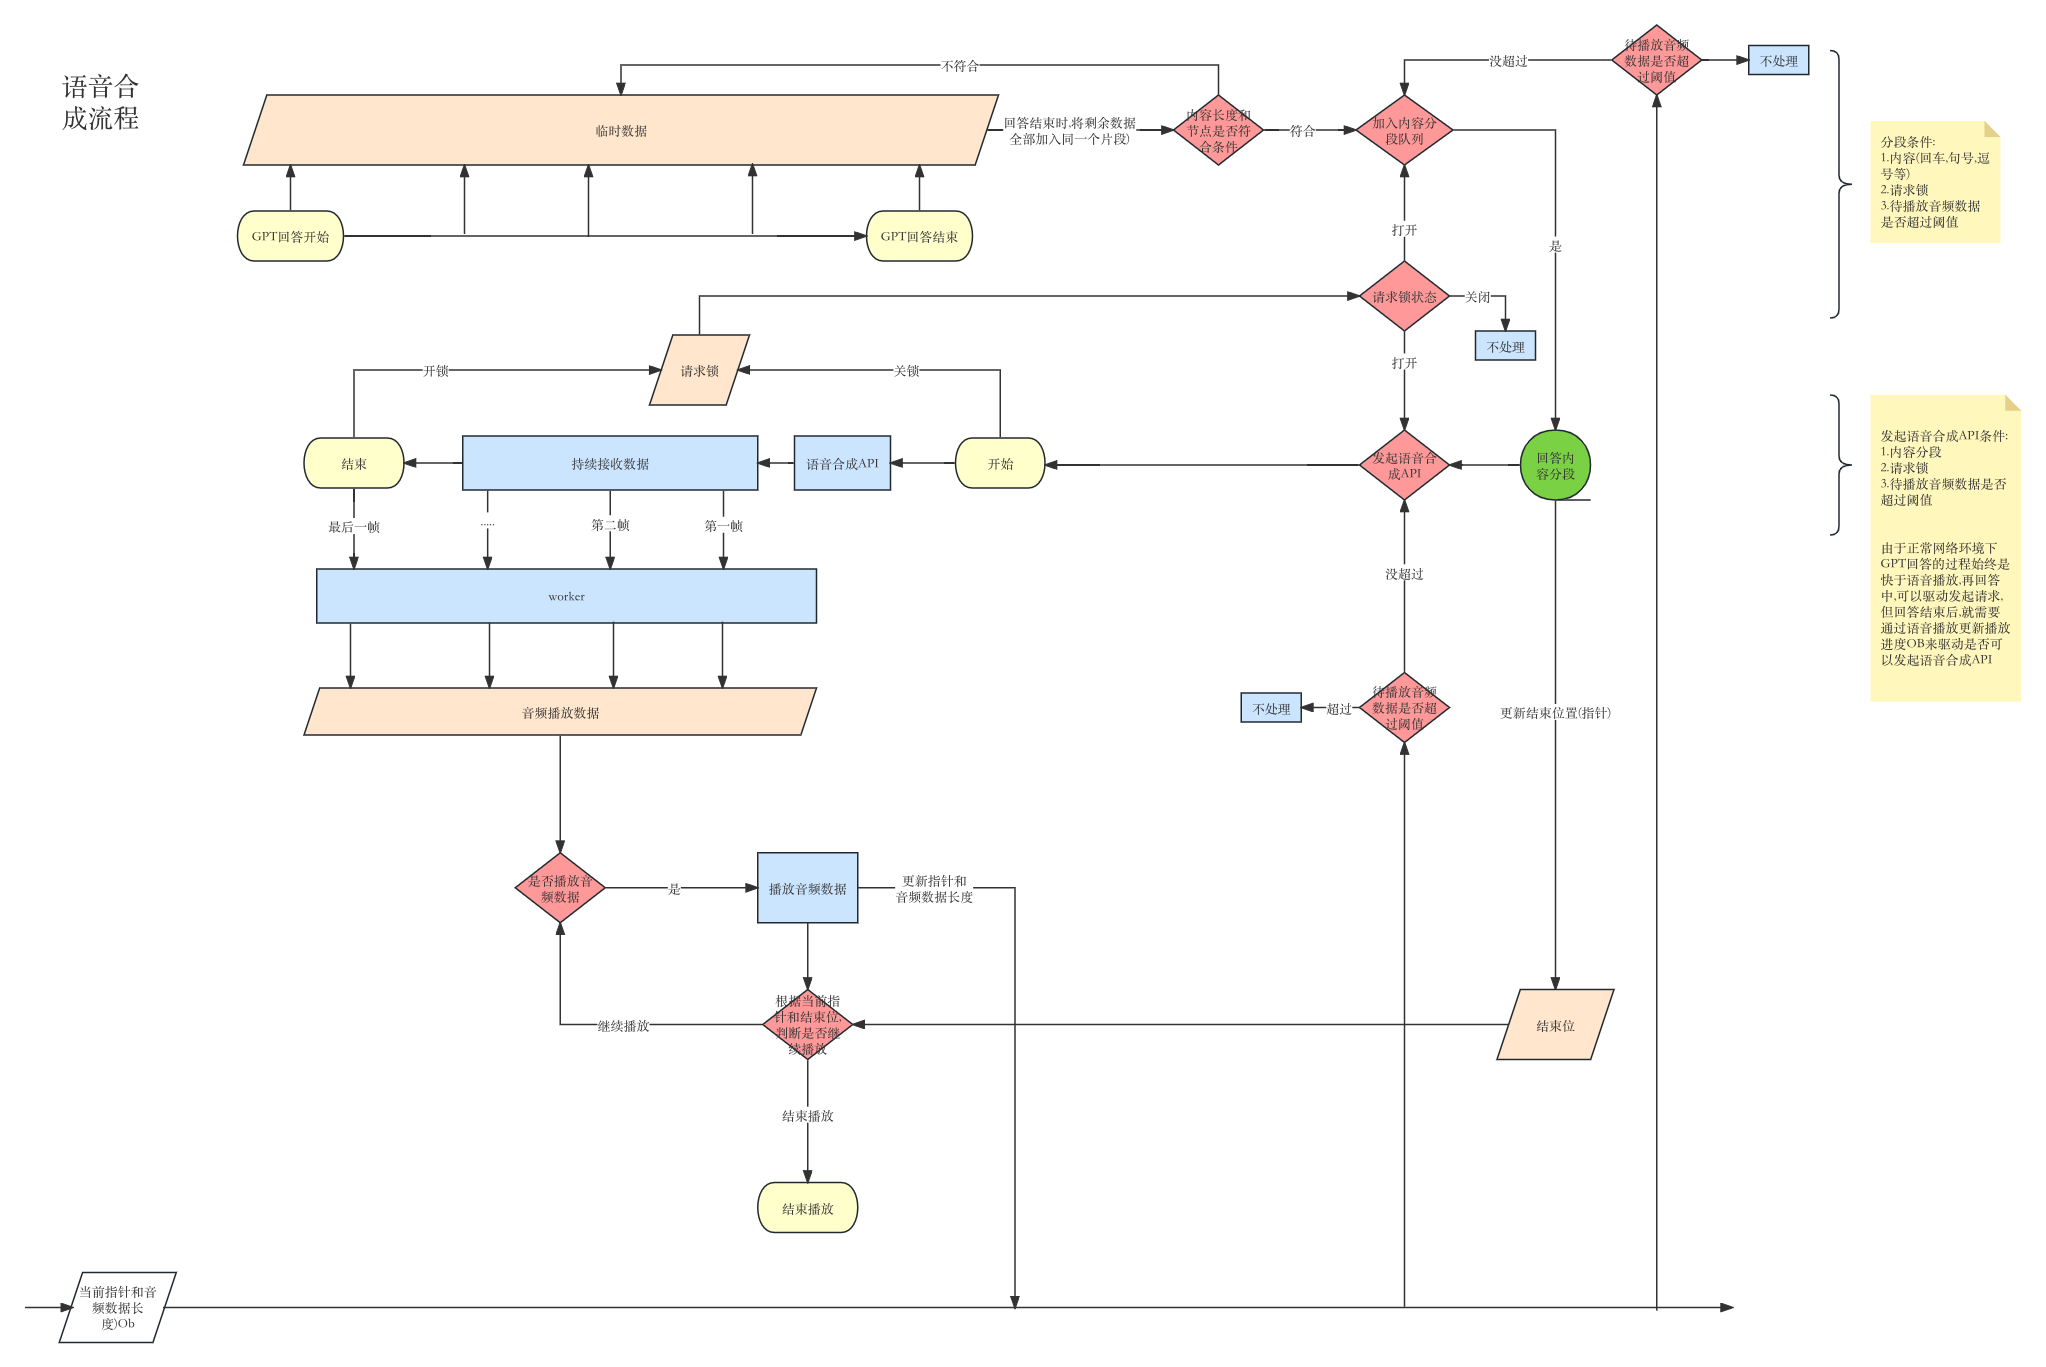 语音合
成流程
不符合
没超过
待播放音频
数据是否超
过阈值
不处理
临时数据
回答结束时,将剩余数据
全部加入同一个片段)
内容长度和
节点是否符
合条件
符合
加入内容分
段队列
分段条件:
1.内容(回车,句号,逗
号等)
2.请求锁
3.待播放音频数据
是否超过阈值
GPT回答开始
GPT回答结束
打开
是
请求锁状态
关闭
不处理
开锁
请求锁
关锁
打开
结束
持续接收数据
语音合成API
开始
发起语音合
成API
回答内
容分段
发起语音合成API条件:
1.内容分段
2.请求锁
3.待播放音频数据是否
超过阈值
由于正常网络环境下
GPT回答的过程始终是
快于语音播放,再回答
中,可以驱动发起请求,
但回答结束后,就需要
通过语音播放更新播放
进度OB来驱动是否可
以发起语音合成API
最后一帧
.....
第二帧
第一帧
没超过
worker
音频播放数据
不处理
超过
待播放音频
数据是否超
过阈值
更新结束位置(指针)
是否播放音
频数据
是
播放音频数据
更新指针和
音频数据长度
继续播放
根据当前指
针和结束位,
判断是否继
续播放
结束位
结束播放
结束播放
当前指针和音
频数据长
度)Ob